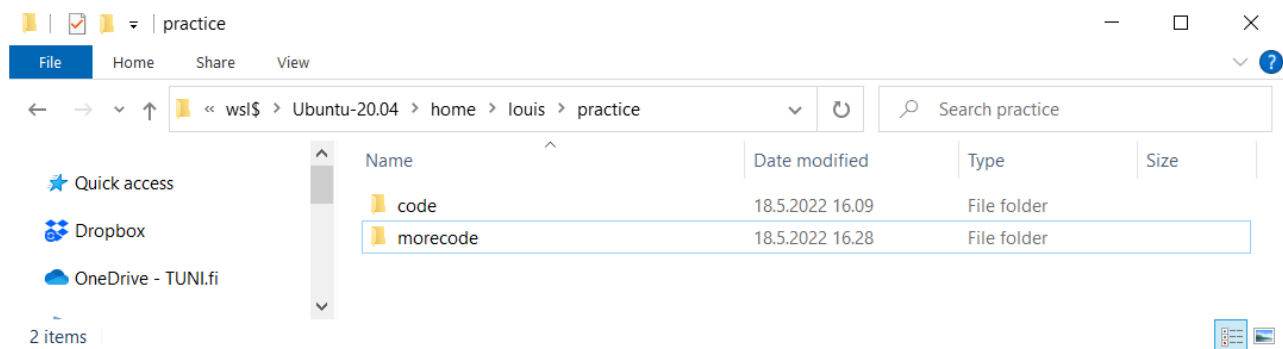 practice
File Home Share View
« wsl$ > Ubuntu-20.04 > home > louis > practice Search practice
Name Date modified Type Size
Quick access
code 18.5.2022 16.09 File folder
Dropbox
morecode 18.5.2022 16.28 File folder
OneDrive - TUNI.fi
2 items